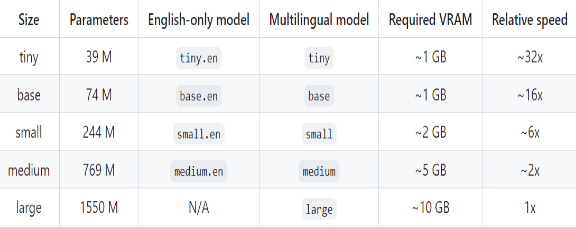 Size Parameters English-only model Multilingual model Required VRAM Relative speed
tiny 39 M tiny.en tiny ~1 GB ~32x
base 74 M base.en base ~1 GB ~16x
small 244 M small.en small ~2 GB ~6x
medium 769 M medium.en medium ~5 GB ~2x
large 1550 M N/A large ~10 GB 1x